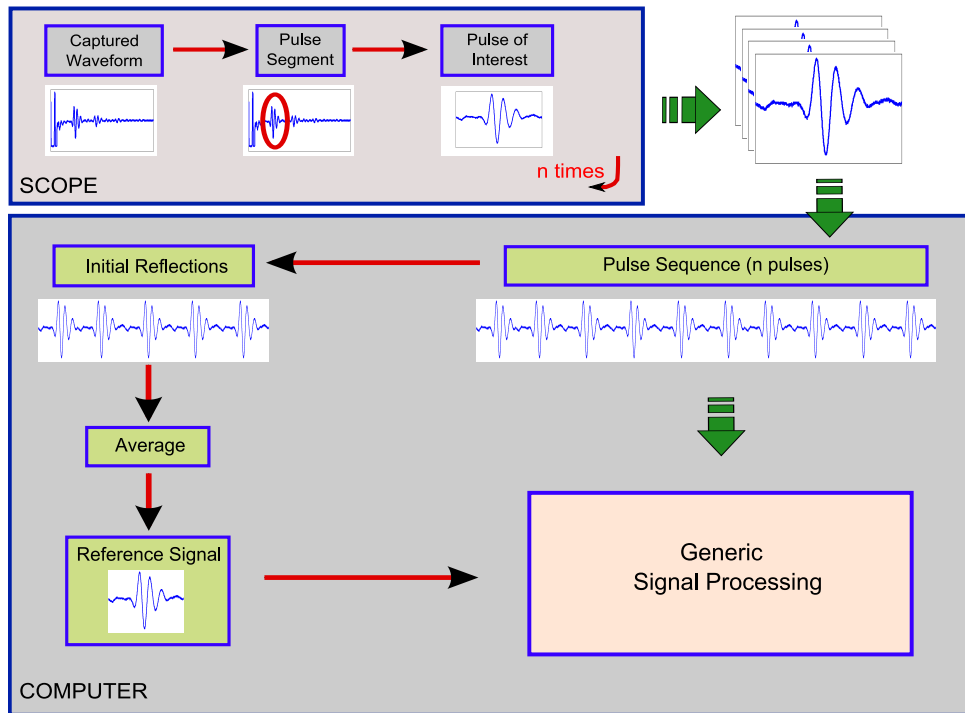 Captured
Waveform
Pulse
Segment
Pulse of
Interest
n times
SCOPE
Initial Reflections
Pulse Sequence (n pulses)
Average
Reference Signal
Generic
Signal Processing
COMPUTER